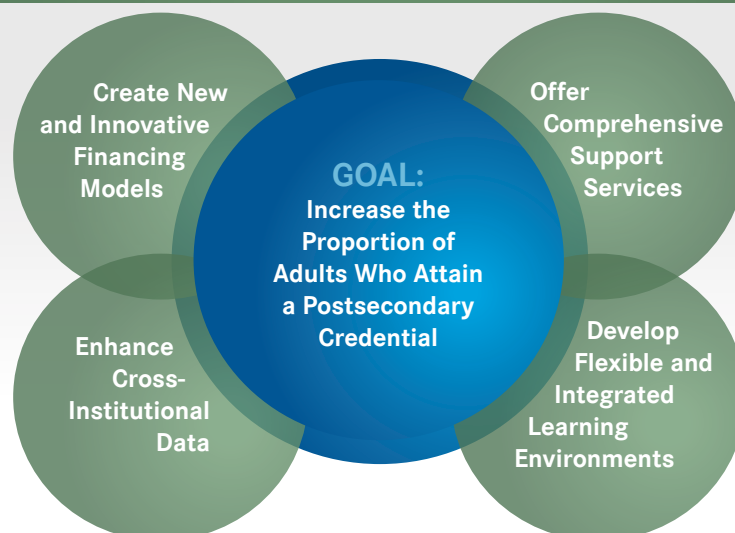 Create New
and Innovative
Financing
Models
Offer
Comprehensive
Support
Services
GOAL:
Increase the
Proportion of
Adults Who Attain
a Postsecondary
Credential
Enhance
Cross-
Institutional
Data
Develop
Flexible and
Integrated
Learning
Environments